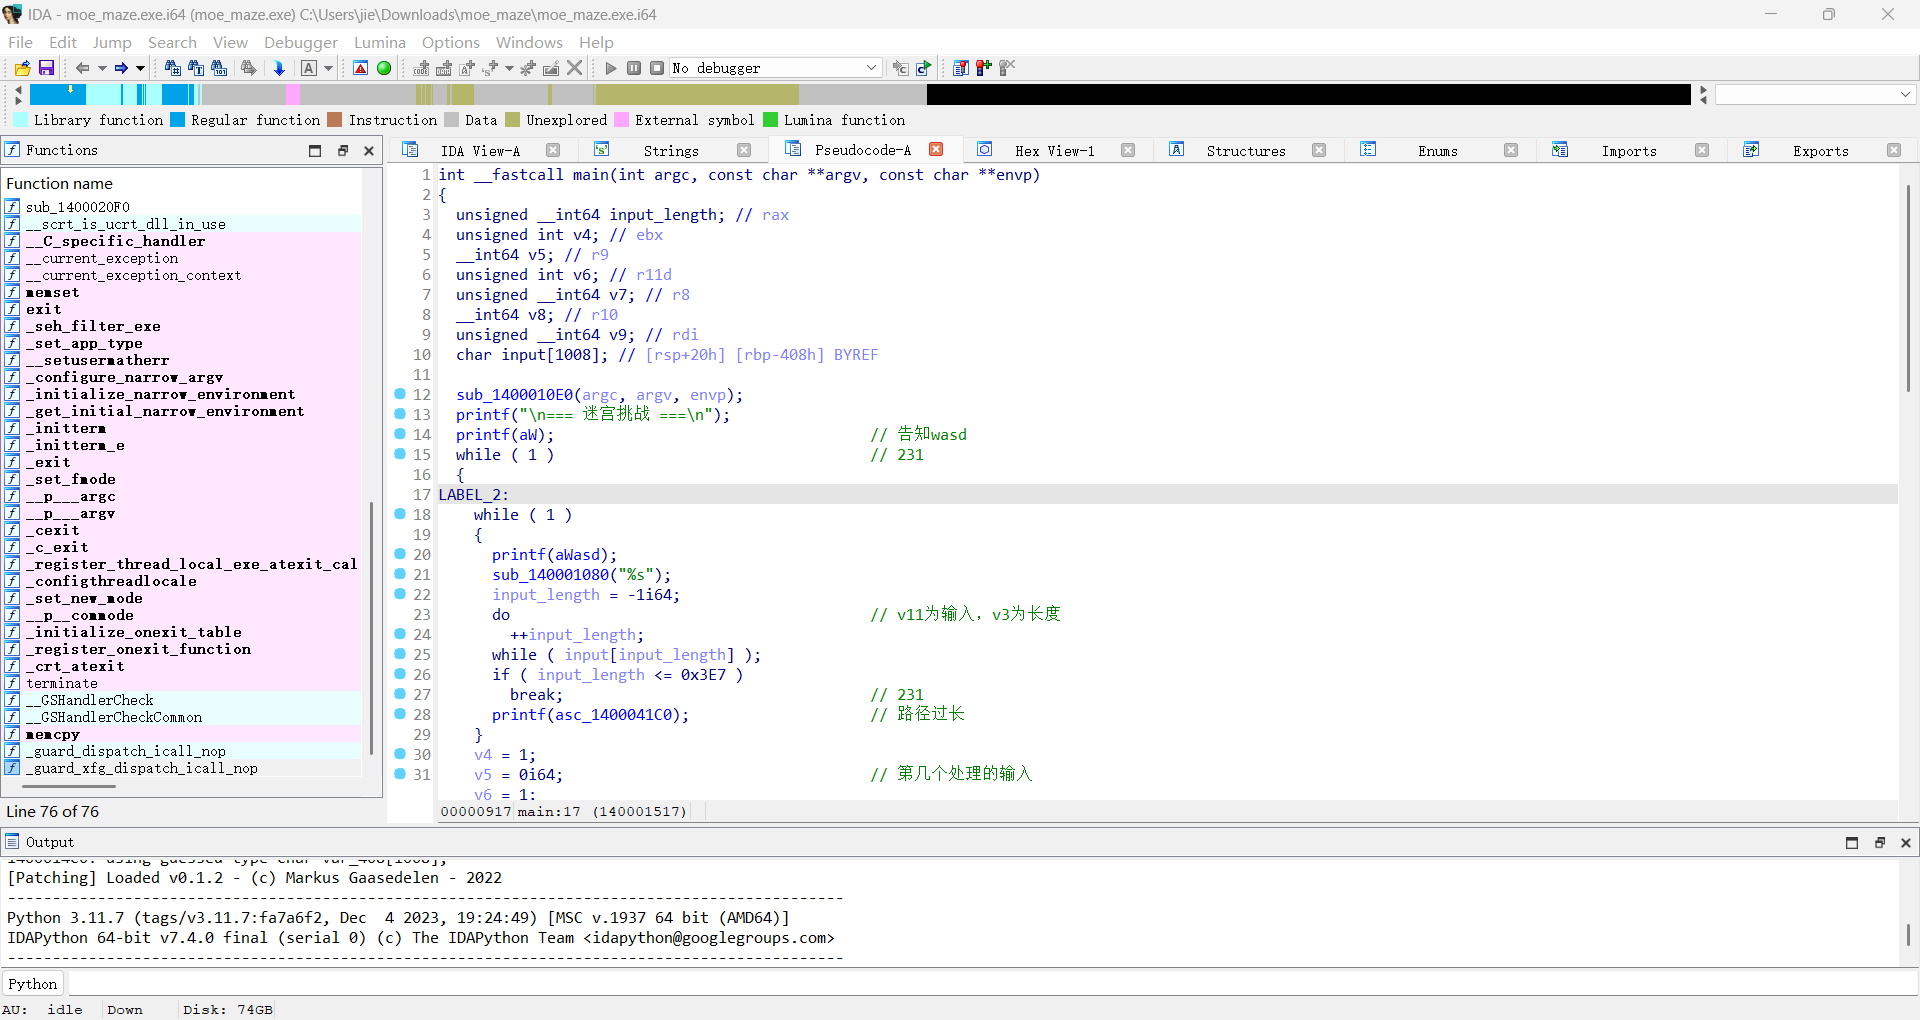 IDA - moe_maze.exe.i64 (moe_maze.exe) C:\Users\jie\Downloads\moe_maze\moe_maze.exe.i64
File Edit Jump Search View Debugger Lumina Options Windows Help
No debugger
Library function Regular function Instruction Data Unexplored External symbol Lumina function
Functions
IDA View-A Strings Pseudocode-A Hex View-1 Structures Enums Imports Exports
Function name
sub_1400020F0
__scrt_is_ucrt_dll_in_use
__C_specific_handler
__current_exception
__current_exception_context
memset
exit
_seh_filter_exe
_set_app_type
__setusermatherr
_configure_narrow_argv
_initialize_narrow_environment
_get_initial_narrow_environment
_initterm
_initterm_e
_exit
_set_fmode
__p___argc
__p___argv
_cexit
_c_exit
_register_thread_local_exe_atexit_cal
_configthreadlocale
_set_new_mode
__p__commode
_initialize_onexit_table
_register_onexit_function
_crt_atexit
terminate
__GSHandlerCheck
__GSHandlerCheckCommon
memcpy
_guard_dispatch_icall_nop
_guard_xfg_dispatch_icall_nop
Line 76 of 76
1 int __fastcall main(int argc, const char **argv, const char **envp)
2 {
3 unsigned __int64 input_length; // rax
4 unsigned int v4; // ebx
5 __int64 v5; // r9
6 unsigned int v6; // r11d
7 unsigned __int64 v7; // r8
8 __int64 v8; // r10
9 unsigned __int64 v9; // rdi
10 char input[1008]; // [rsp+20h] [rbp-408h] BYREF
11
12 sub_1400010E0(argc, argv, envp);
13 printf("\n=== 迷宫挑战 ===\n");
14 printf(aW); // 告知wasd
15 while ( 1 ) // 231
16 {
17 LABEL_2:
18 while ( 1 )
19 {
20 printf(aWasd);
21 sub_140001080("%s");
22 input_length = -1i64;
23 do // v11为输入，v3为长度
24 ++input_length;
25 while ( input[input_length] );
26 if ( input_length <= 0x3E7 )
27 break; // 231
28 printf(asc_1400041C0); // 路径过长
29 }
30 v4 = 1;
31 v5 = 0i64; // 第几个处理的输入
v6 = 1;
00000917 main:17 (140001517)
Output
[Patching] Loaded v0.1.2 - (c) Markus Gaasedelen - 2022
Python 3.11.7 (tags/v3.11.7:fa7a6f2, Dec 4 2023, 19:24:49) [MSC v.1937 64 bit (AMD64)]
IDAPython 64-bit v7.4.0 final (serial 0) (c) The IDAPython Team <idapython@googlegroups.com>
Python
AU: idle Down Disk: 74GB